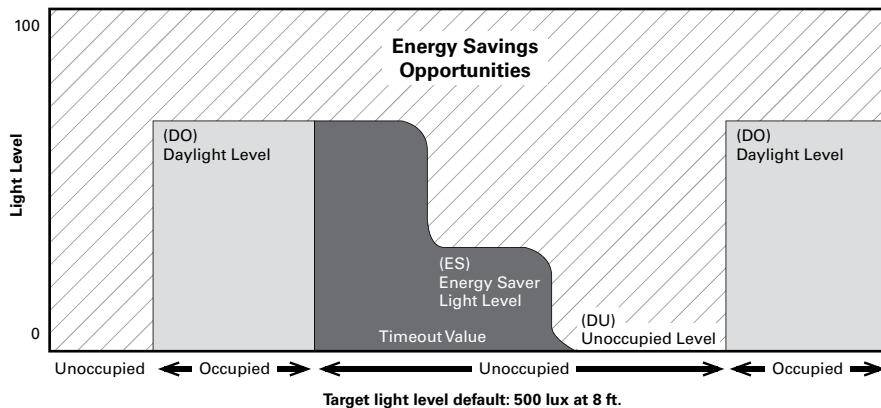 100
Energy Savings
Opportunities
Light Level
(DO)
Daylight Level
(DO)
Daylight Level
(ES)
Energy Saver
Light Level
(DU)
Unoccupied Level
Timeout Value
0
Unoccupied
Occupied
Unoccupied
Occupied
Target light level default: 500 lux at 8 ft.